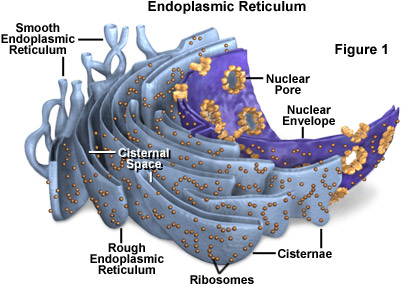 Endoplasmic Reticulum
Smooth
Endoplasmic
Reticulum
Figure 1
Nuclear
Pore
Nuclear
Envelope
Cisternal
Space
Rough
Endoplasmic
Reticulum
Ribosomes
Cisternae